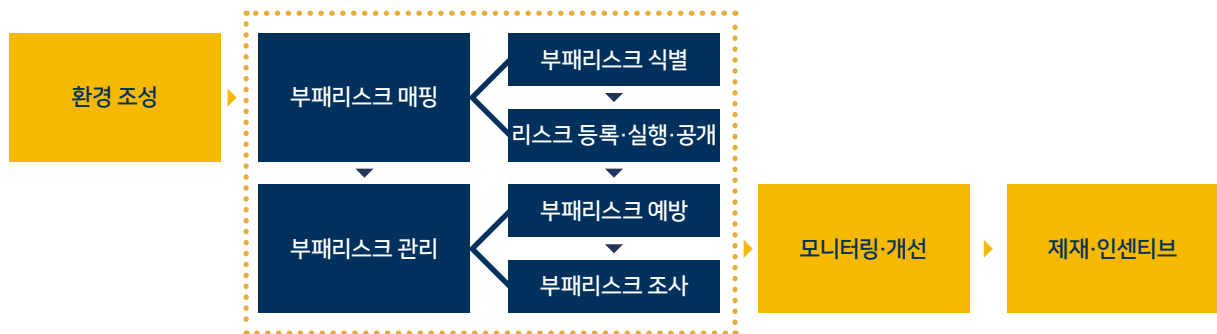 환경 조성
부패리스크 매핑
부패리스크 식별
리스크 등록·실행·공개
부패리스크 관리
부패리스크 예방
부패리스크 조사
모니터링·개선
제재·인센티브